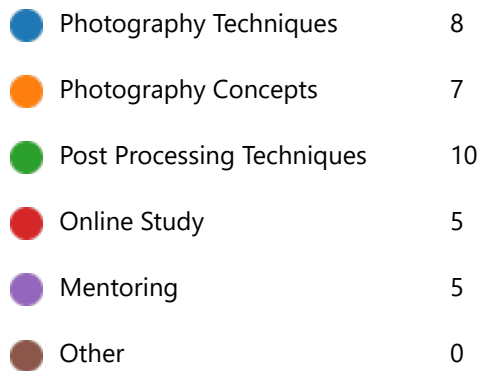 Photography Techniques 8
Photography Concepts 7
Post Processing Techniques 10
Online Study 5
Mentoring 5
Other 0